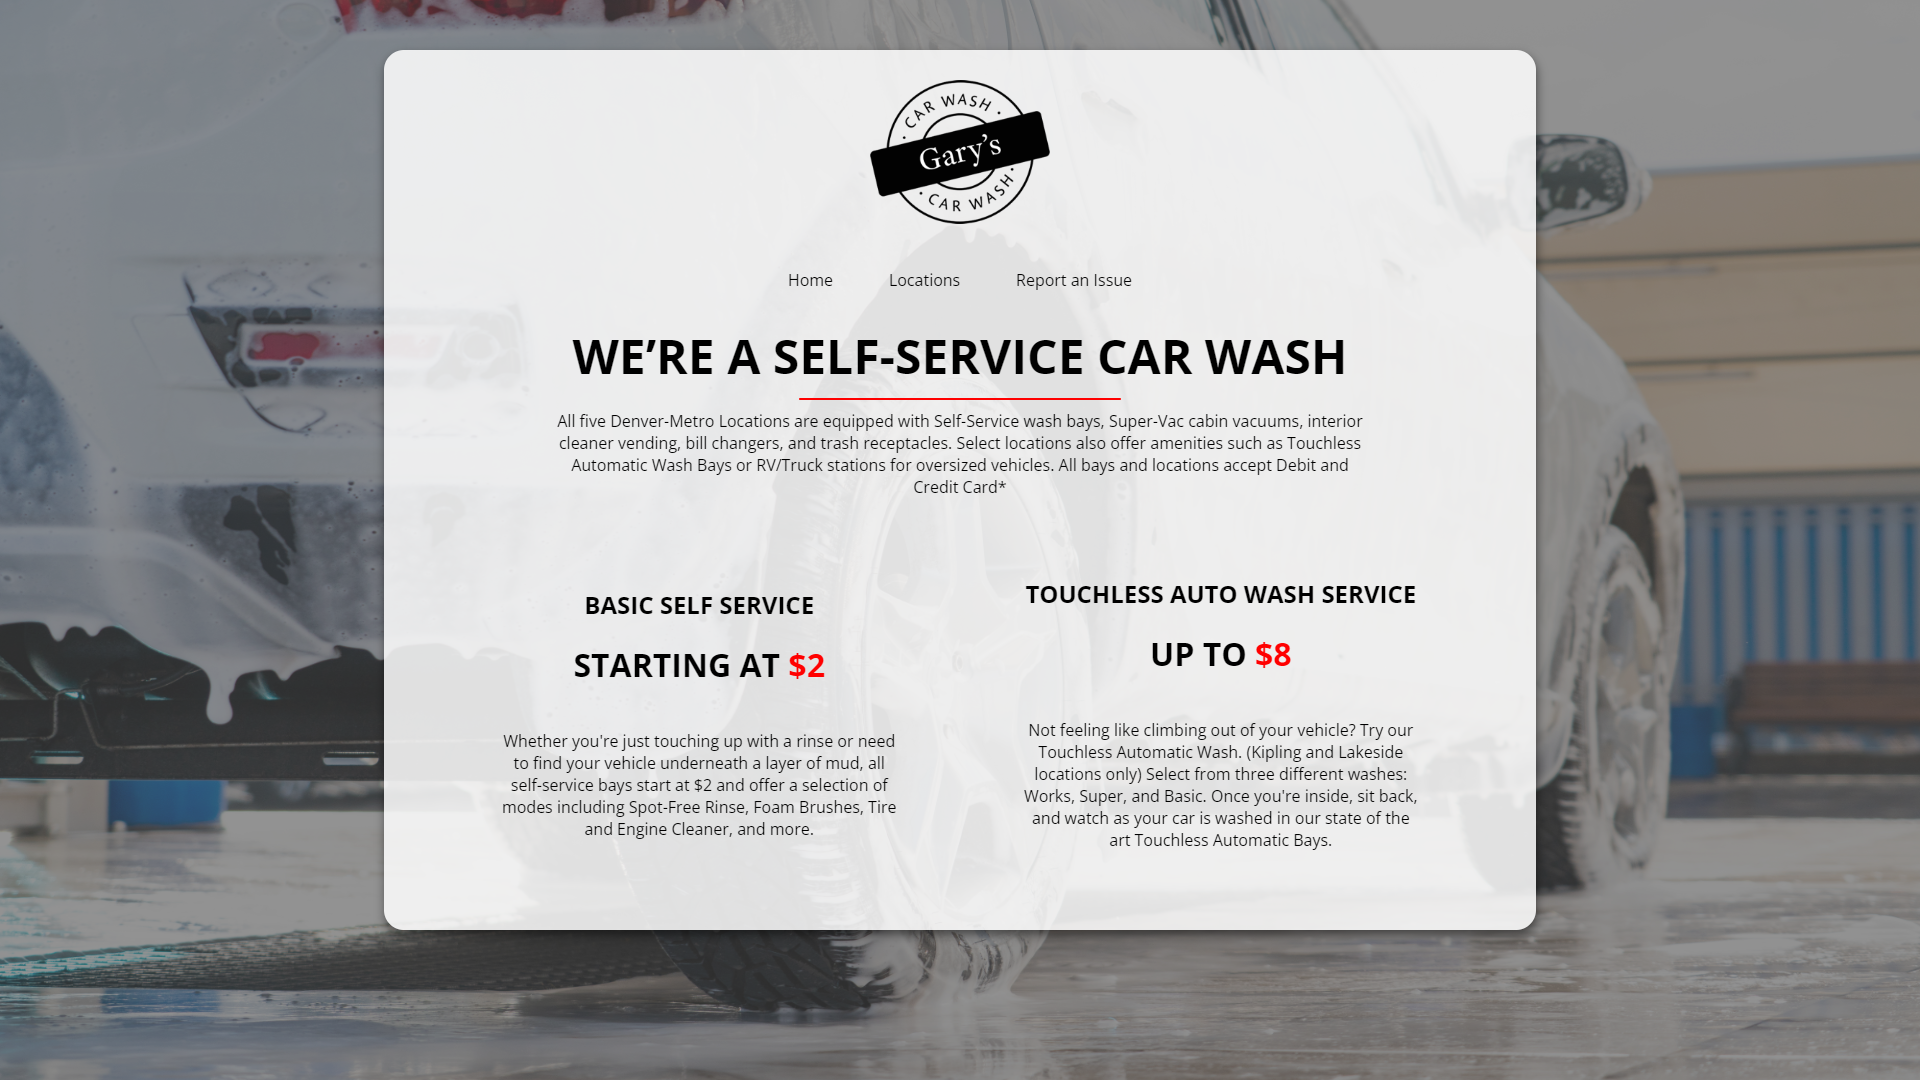 · CAR WASH ·
Gary’s
· CAR WASH ·
Home
Locations
Report an Issue
WE’RE A SELF-SERVICE CAR WASH
All five Denver-Metro Locations are equipped with Self-Service wash bays, Super-Vac cabin vacuums, interior
cleaner vending, bill changers, and trash receptacles. Select locations also offer amenities such as Touchless
Automatic Wash Bays or RV/Truck stations for oversized vehicles. All bays and locations accept Debit and
Credit Card*
BASIC SELF SERVICE
STARTING AT $2
Whether you're just touching up with a rinse or need
to find your vehicle underneath a layer of mud, all
self-service bays start at $2 and offer a selection of
modes including Spot-Free Rinse, Foam Brushes, Tire
and Engine Cleaner, and more.
TOUCHLESS AUTO WASH SERVICE
UP TO $8
Not feeling like climbing out of your vehicle? Try our
Touchless Automatic Wash. (Kipling and Lakeside
locations only) Select from three different washes:
Works, Super, and Basic. Once you're inside, sit back,
and watch as your car is washed in our state of the
art Touchless Automatic Bays.